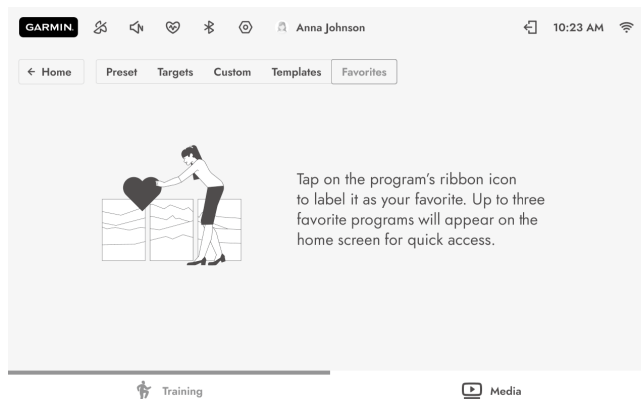 GARMIN.
Anna Johnson
10:23 AM
← Home
Preset
Targets
Custom
Templates
Favorites
Tap on the program's ribbon icon
to label it as your favorite. Up to three
favorite programs will appear on the
home screen for quick access.
Training
Media